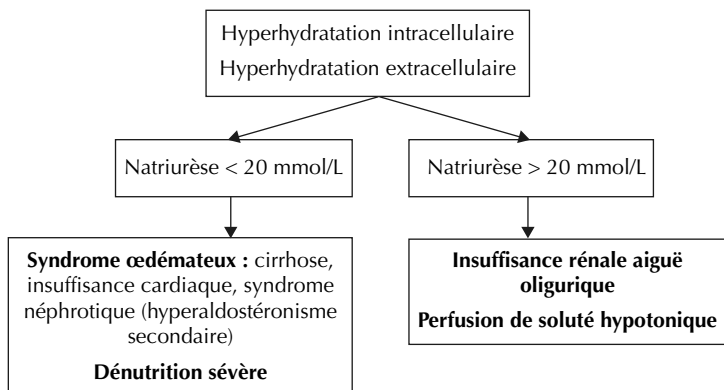 Hyperhydratation intracellulaire
Hyperhydratation extracellulaire
Natriurèse < 20 mmol/L
Natriurèse > 20 mmol/L
Syndrome œdémateux : cirrhose,
insuffisance cardiaque, syndrome
néphrotique (hyperaldostéronisme
secondaire)
Dénutrition sévère
Insuffisance rénale aiguë
oligurique
Perfusion de soluté hypotonique